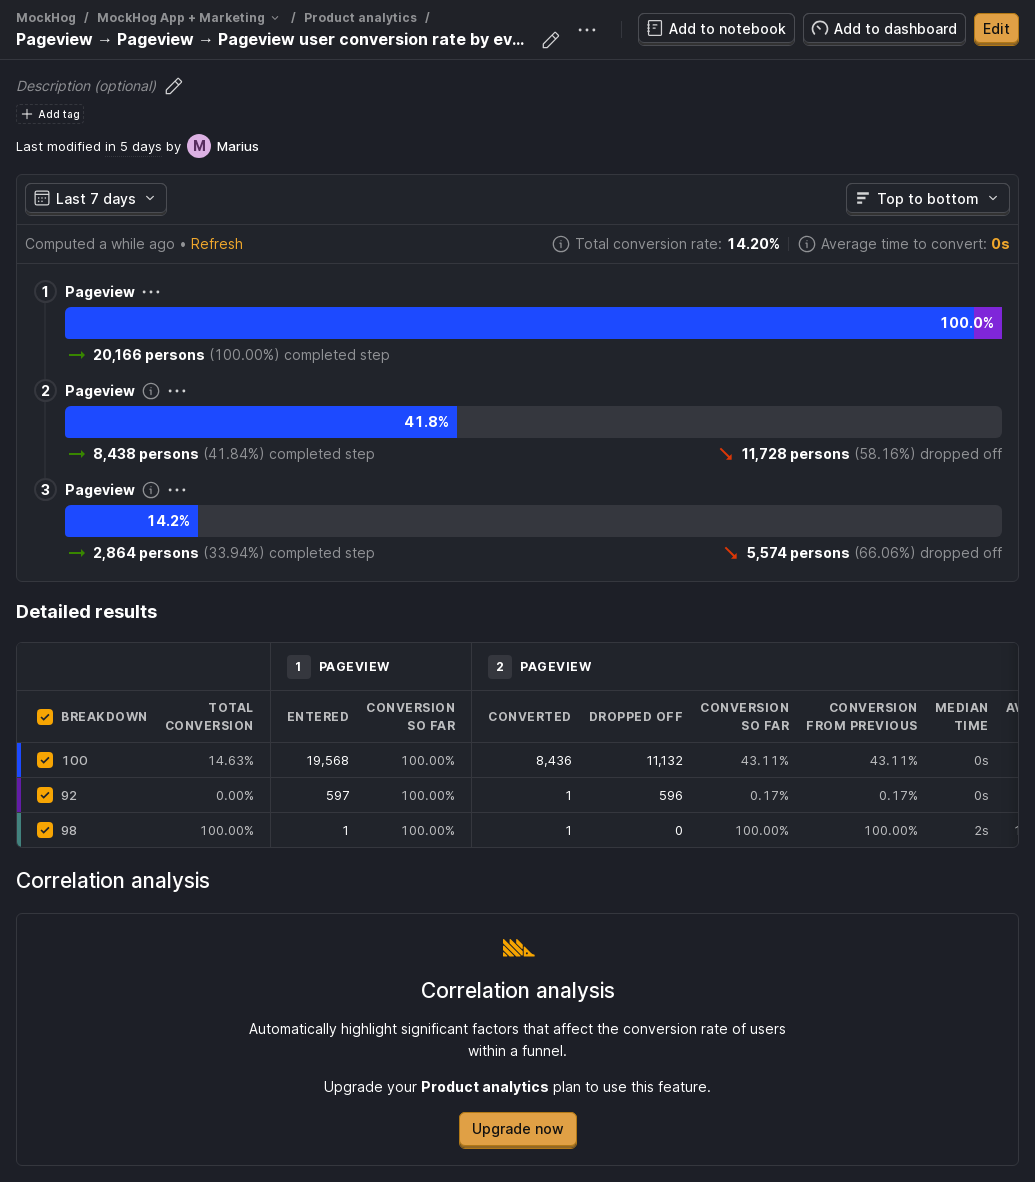 MockHog / MockHog App + Marketing / Product analytics /
Pageview → Pageview → Pageview user conversion rate by ev...
Add to notebook
Add to dashboard
Edit
Description (optional)
Add tag
Last modified in 5 days by M Marius
Last 7 days
Top to bottom
Computed a while ago • Refresh
Total conversion rate: 14.20%
Average time to convert: 0s
1 Pageview
100.0%
→ 20,166 persons (100.00%) completed step
2 Pageview
41.8%
→ 8,438 persons (41.84%) completed step
11,728 persons (58.16%) dropped off
3 Pageview
14.2%
→ 2,864 persons (33.94%) completed step
5,574 persons (66.06%) dropped off
Detailed results
1 PAGEVIEW
2 PAGEVIEW
BREAKDOWN
TOTAL CONVERSION
ENTERED
CONVERSION SO FAR
CONVERTED
DROPPED OFF
CONVERSION SO FAR
CONVERSION FROM PREVIOUS
MEDIAN TIME
100 14.63% 19,568 100.00% 8,436 11,132 43.11% 43.11% 0s
92 0.00% 597 100.00% 1 596 0.17% 0.17% 0s
98 100.00% 1 100.00% 1 0 100.00% 100.00% 2s
Correlation analysis
Correlation analysis
Automatically highlight significant factors that affect the conversion rate of users
within a funnel.
Upgrade your Product analytics plan to use this feature.
Upgrade now